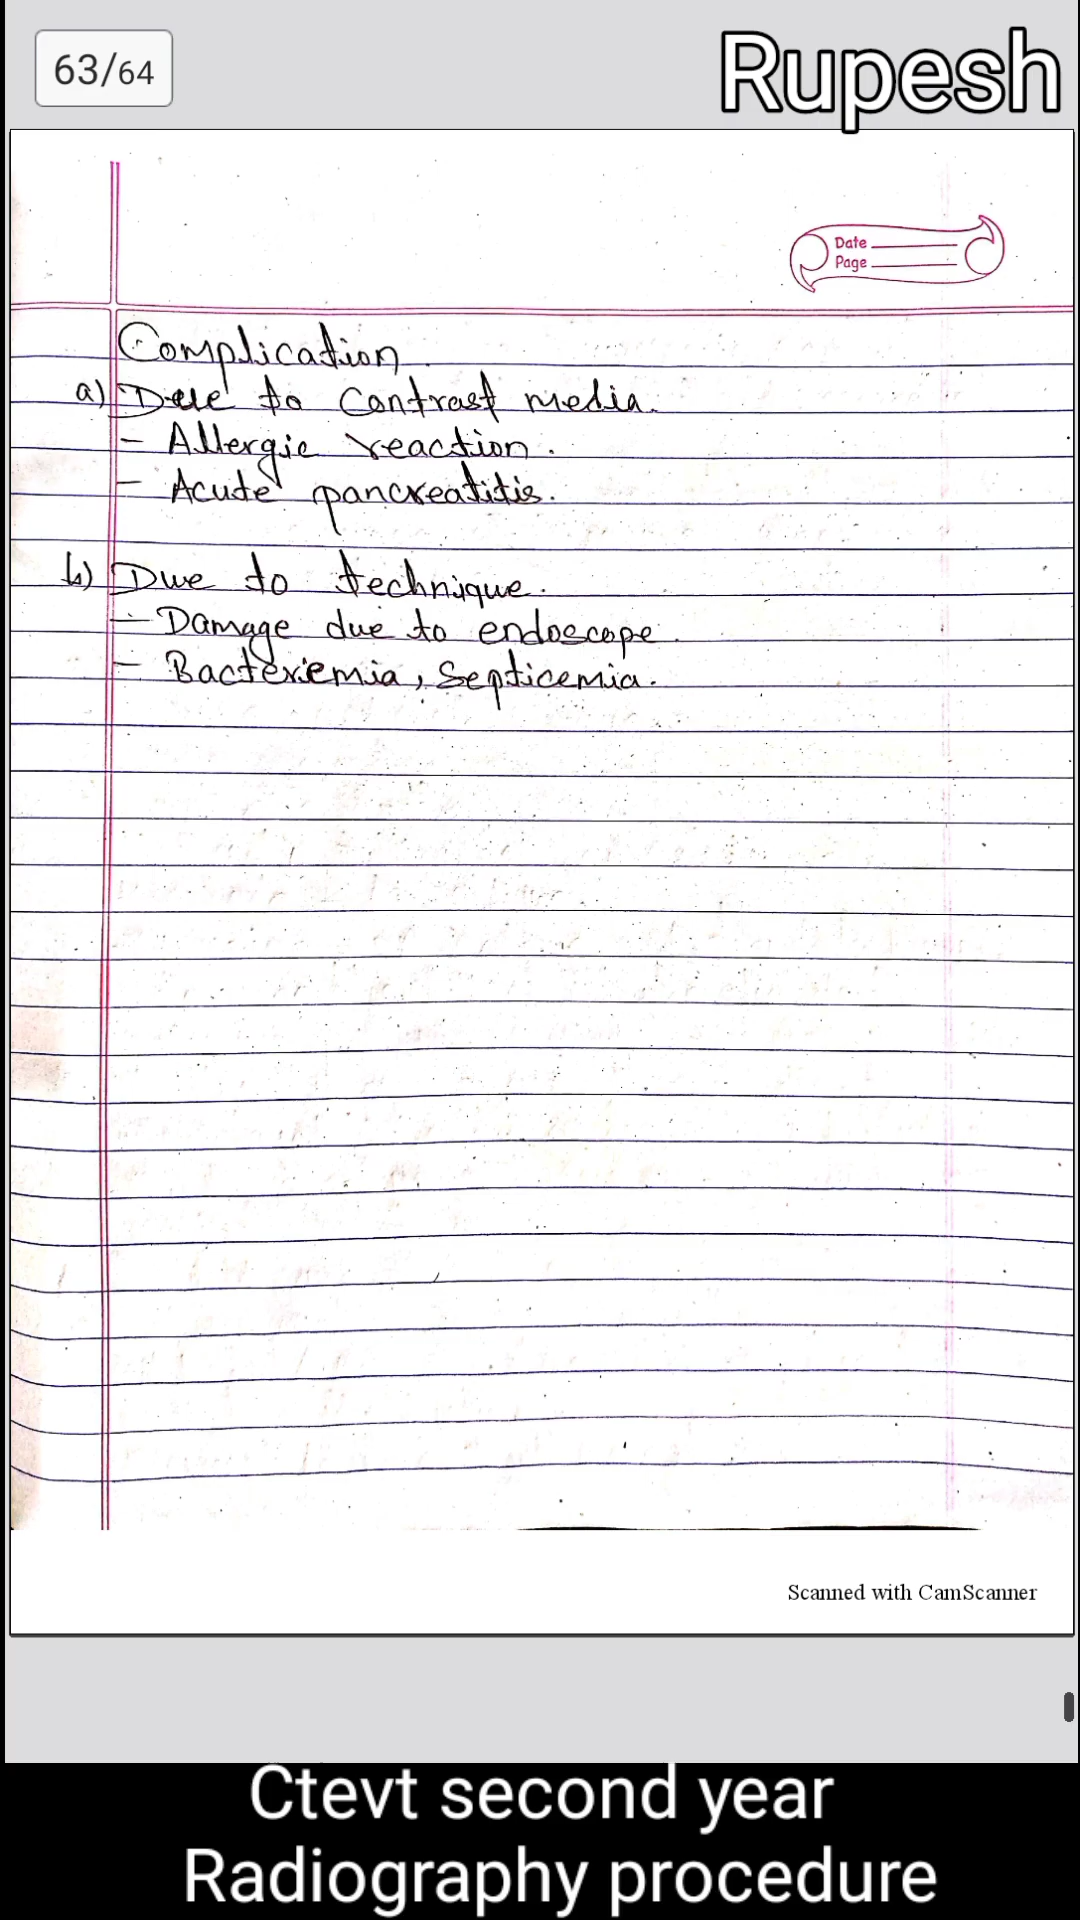 63/64
Rupesh
Date
Page
Complication
a) Due to Contrast media.
- Allergic reaction.
- Acute pancreatitis.
b) Due to technique.
- Damage due to endoscope.
- Bacteriemia, Septicemia.
Scanned with CamScanner
Ctevt second year
Radiography procedure